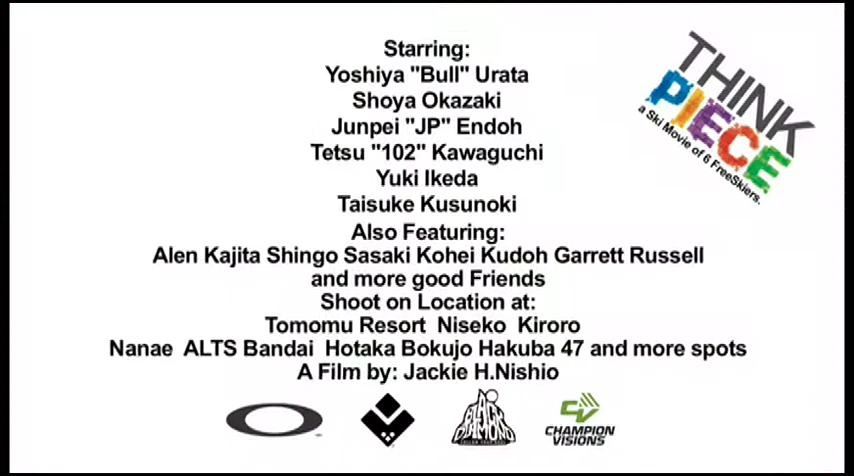 Starring:
Yoshiya "Bull" Urata
Shoya Okazaki
Junpei "JP" Endoh
Tetsu "102" Kawaguchi
Yuki Ikeda
Taisuke Kusunoki
Also Featuring:
Alen Kajita Shingo Sasaki Kohei Kudoh Garrett Russell
and more good Friends
Shoot on Location at:
Tomomu Resort Niseko Kiroro
Nanae ALTS Bandai Hotaka Bokujo Hakuba 47 and more spots
A Film by: Jackie H.Nishio
THINK
PIECE
a Ski Movie of 6 FreeSkiers.
BLACK
DIAMOND
CV
CHAMPION
VISIONS